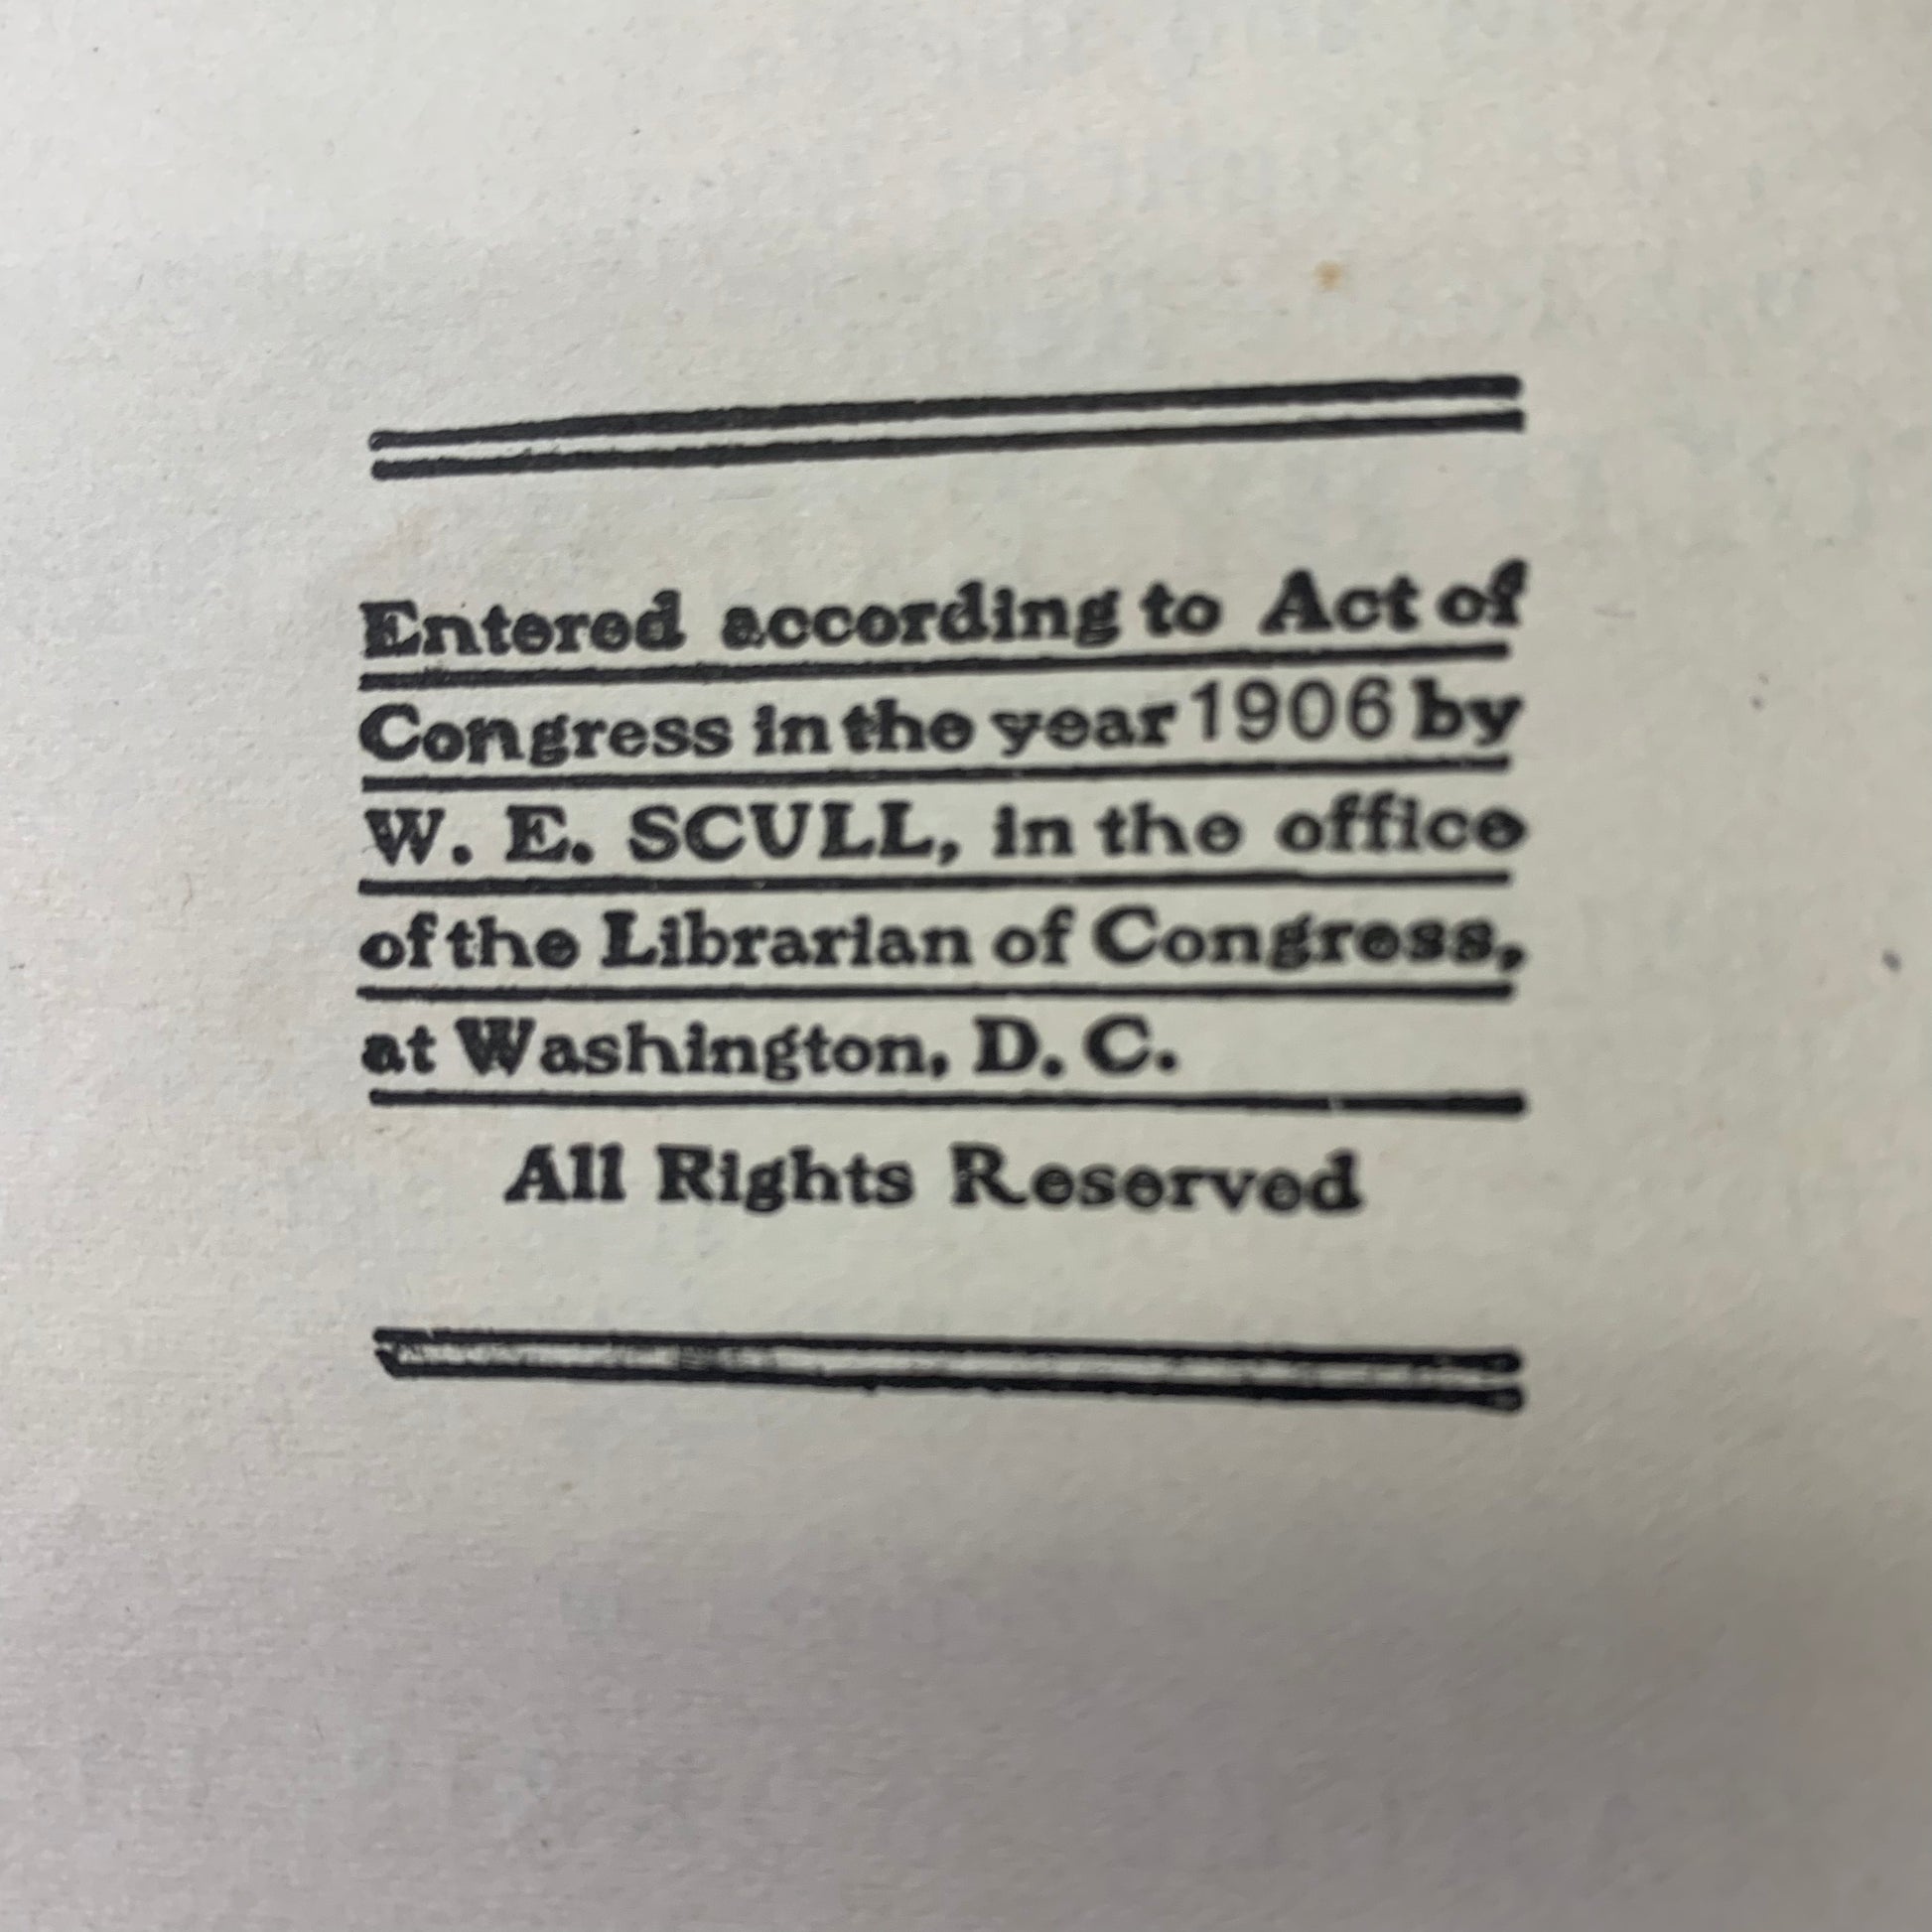 Entered according to Act of
Congress in the year 1906 by
W. E. SCULL, in the office
of the Librarian of Congress,
at Washington, D. C.
All Rights Reserved